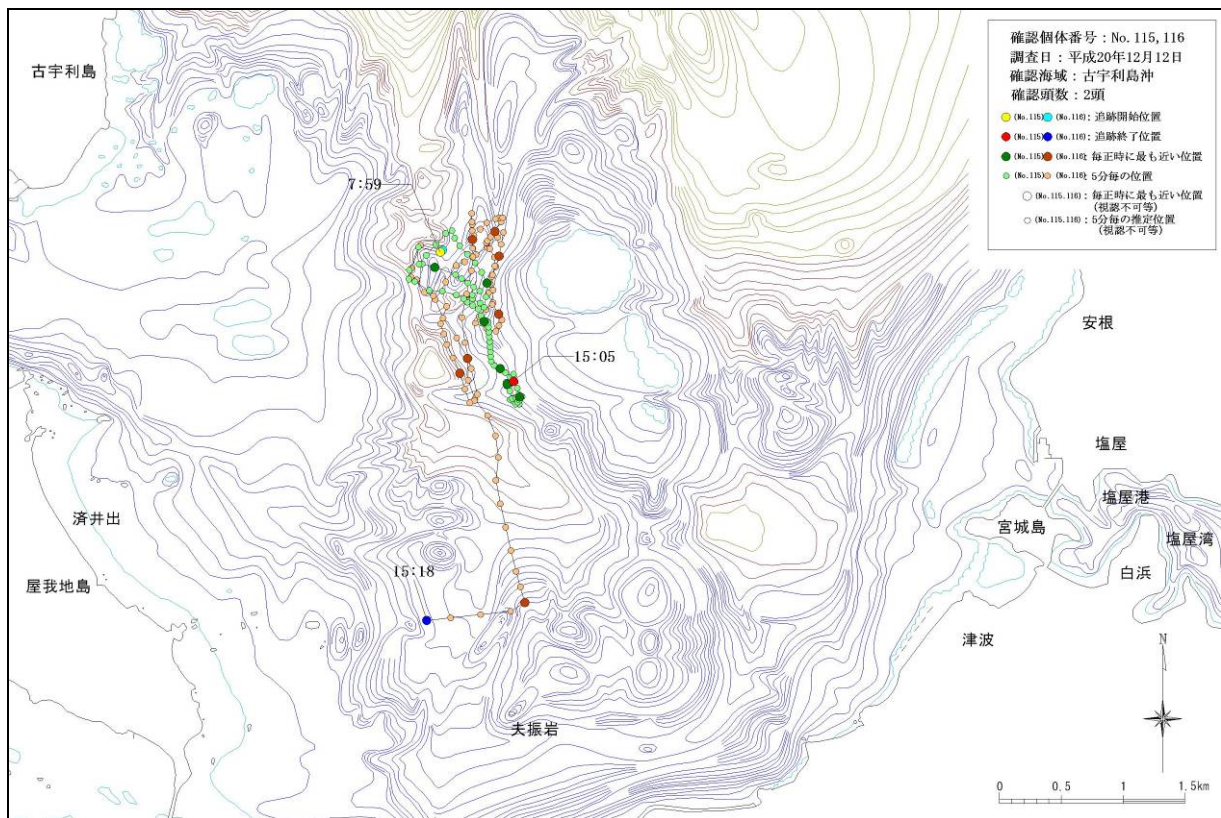 確認個体番号：No.115,116
調査日：平成20年12月12日
確認海域：古宇利島沖
確認頭数：2頭
(No.115) (No.116)：追跡開始位置
(No.115) (No.116)：追跡終了位置
(No.115) (No.116)：毎正時に最も近い位置
(No.115) (No.116)：5分毎の位置
(No.115,116)：毎正時に最も近い位置
(視認不可等)
(No.115,116)：5分毎の推定位置
(視認不可等)
古宇利島
7:59
安根
15:05
塩屋
塩屋港
済井出
宮城島
塩屋湾
15:18
白浜
屋我地島
津波
N
夫振岩
0 0.5 1 1.5km